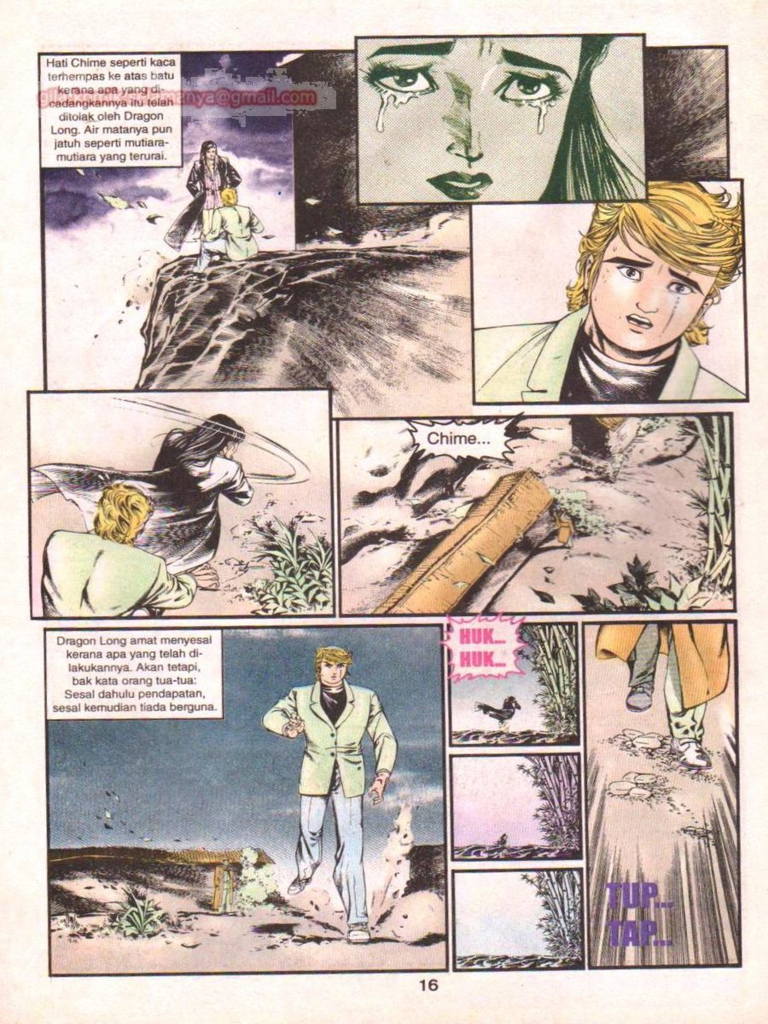 Hati Chime seperti kaca
terhempas ke atas batu
kerana apa yang di-
cadangkannya itu telah
ditolak oleh Dragon
Long. Air matanya pun
jatuh seperti mutiara-
mutiara yang terurai.
Chime...
Dragon Long amat menyesal
kerana apa yang telah di-
lakukannya. Akan tetapi,
bak kata orang tua-tua:
Sesal dahulu pendapatan,
sesal kemudian tiada berguna.
HUK...
HUK...
TUP...
TAP...
16